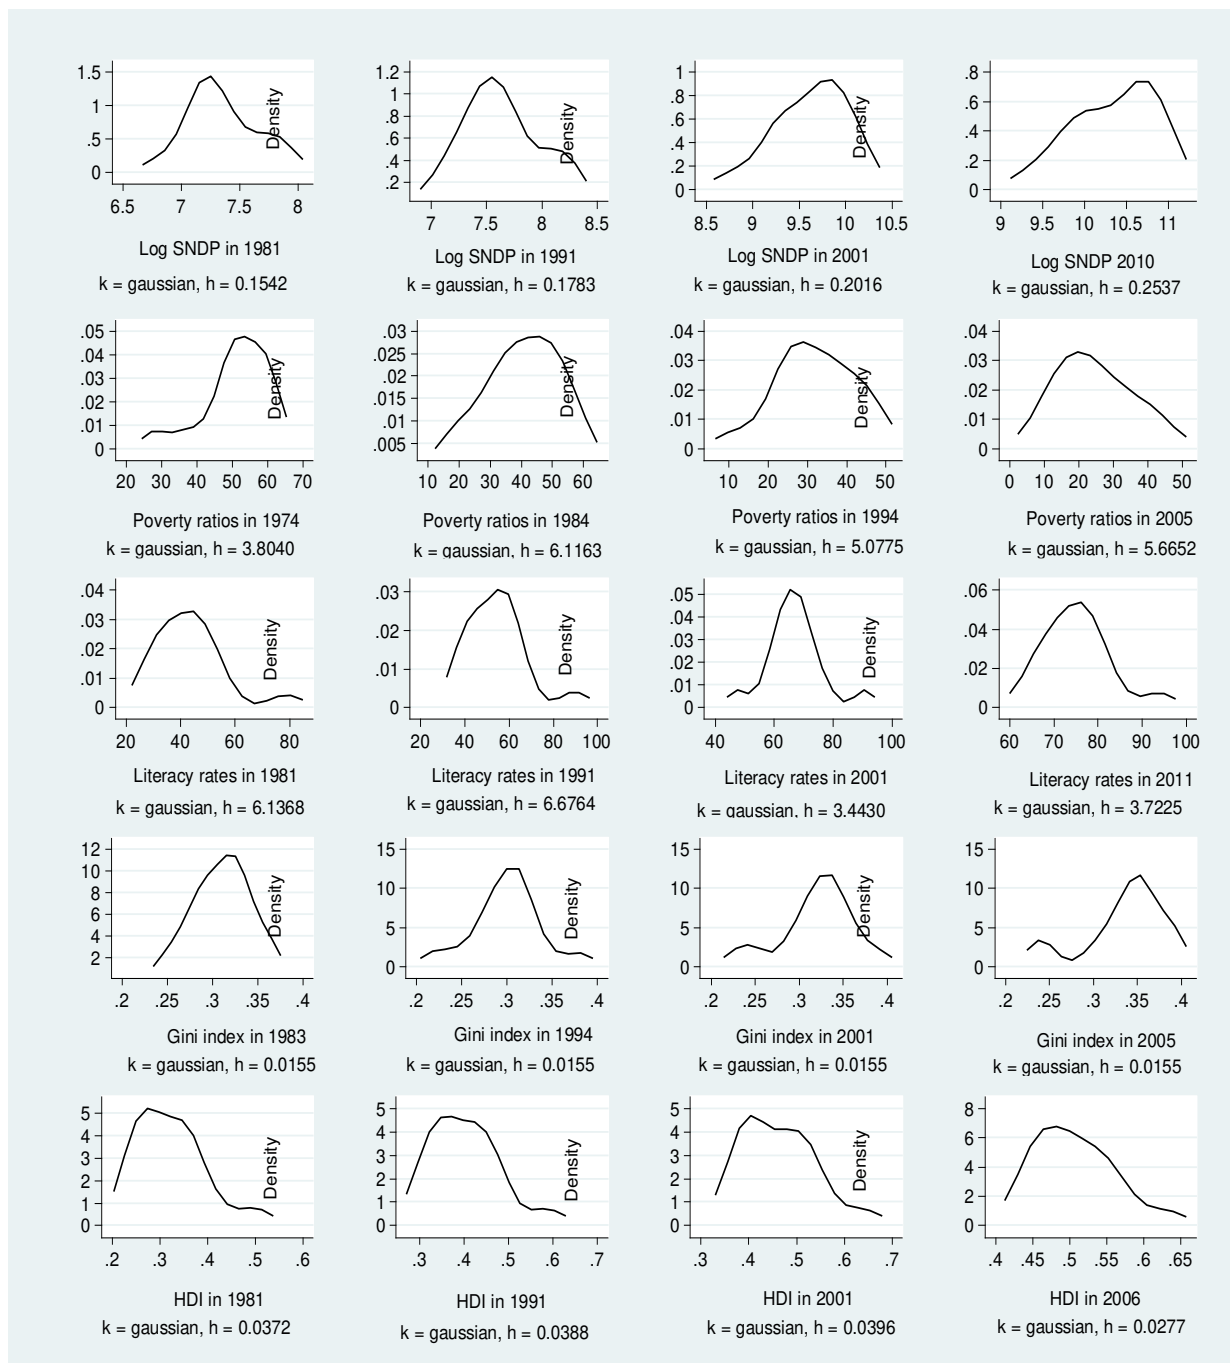 1.5
1
.5
0
6.5 7 7.5 8
Density
Log SNDP in 1981
k = gaussian, h = 0.1542
1.2
1
.8
.6
.4
.2
7 7.5 8 8.5
Density
Log SNDP in 1991
k = gaussian, h = 0.1783
1
.8
.6
.4
.2
0
8.5 9 9.5 10 10.5
Density
Log SNDP in 2001
k = gaussian, h = 0.2016
.8
.6
.4
.2
0
9 9.5 10 10.5 11
Log SNDP 2010
k = gaussian, h = 0.2537
.05
.04
.03
.02
.01
0
20 30 40 50 60 70
Density
Poverty ratios in 1974
k = gaussian, h = 3.8040
.03
.025
.02
.015
.01
.005
10 20 30 40 50 60
Density
Poverty ratios in 1984
k = gaussian, h = 6.1163
.04
.03
.02
.01
0
10 20 30 40 50
Density
Poverty ratios in 1994
k = gaussian, h = 5.0775
.04
.03
.02
.01
0
0 10 20 30 40 50
Poverty ratios in 2005
k = gaussian, h = 5.6652
.04
.03
.02
.01
0
20 40 60 80
Density
Literacy rates in 1981
k = gaussian, h = 6.1368
.03
.02
.01
0
20 40 60 80 100
Density
Literacy rates in 1991
k = gaussian, h = 6.6764
.05
.04
.03
.02
.01
0
40 60 80 100
Density
Literacy rates in 2001
k = gaussian, h = 3.4430
.06
.04
.02
0
60 70 80 90 100
Literacy rates in 2011
k = gaussian, h = 3.7225
12
10
8
6
4
2
.2 .25 .3 .35 .4
Density
Gini index in 1983
k = gaussian, h = 0.0155
15
10
5
0
.2 .25 .3 .35 .4
Density
Gini index in 1994
k = gaussian, h = 0.0155
15
10
5
0
.2 .25 .3 .35 .4
Density
Gini index in 2001
k = gaussian, h = 0.0155
15
10
5
0
.2 .25 .3 .35 .4
Gini index in 2005
k = gaussian, h = 0.0155
5
4
3
2
1
0
.2 .3 .4 .5 .6
Density
HDI in 1981
k = gaussian, h = 0.0372
5
4
3
2
1
0
.3 .4 .5 .6 .7
Density
HDI in 1991
k = gaussian, h = 0.0388
5
4
3
2
1
0
.3 .4 .5 .6 .7
Density
HDI in 2001
k = gaussian, h = 0.0396
8
6
4
2
0
.4 .45 .5 .55 .6 .65
HDI in 2006
k = gaussian, h = 0.0277